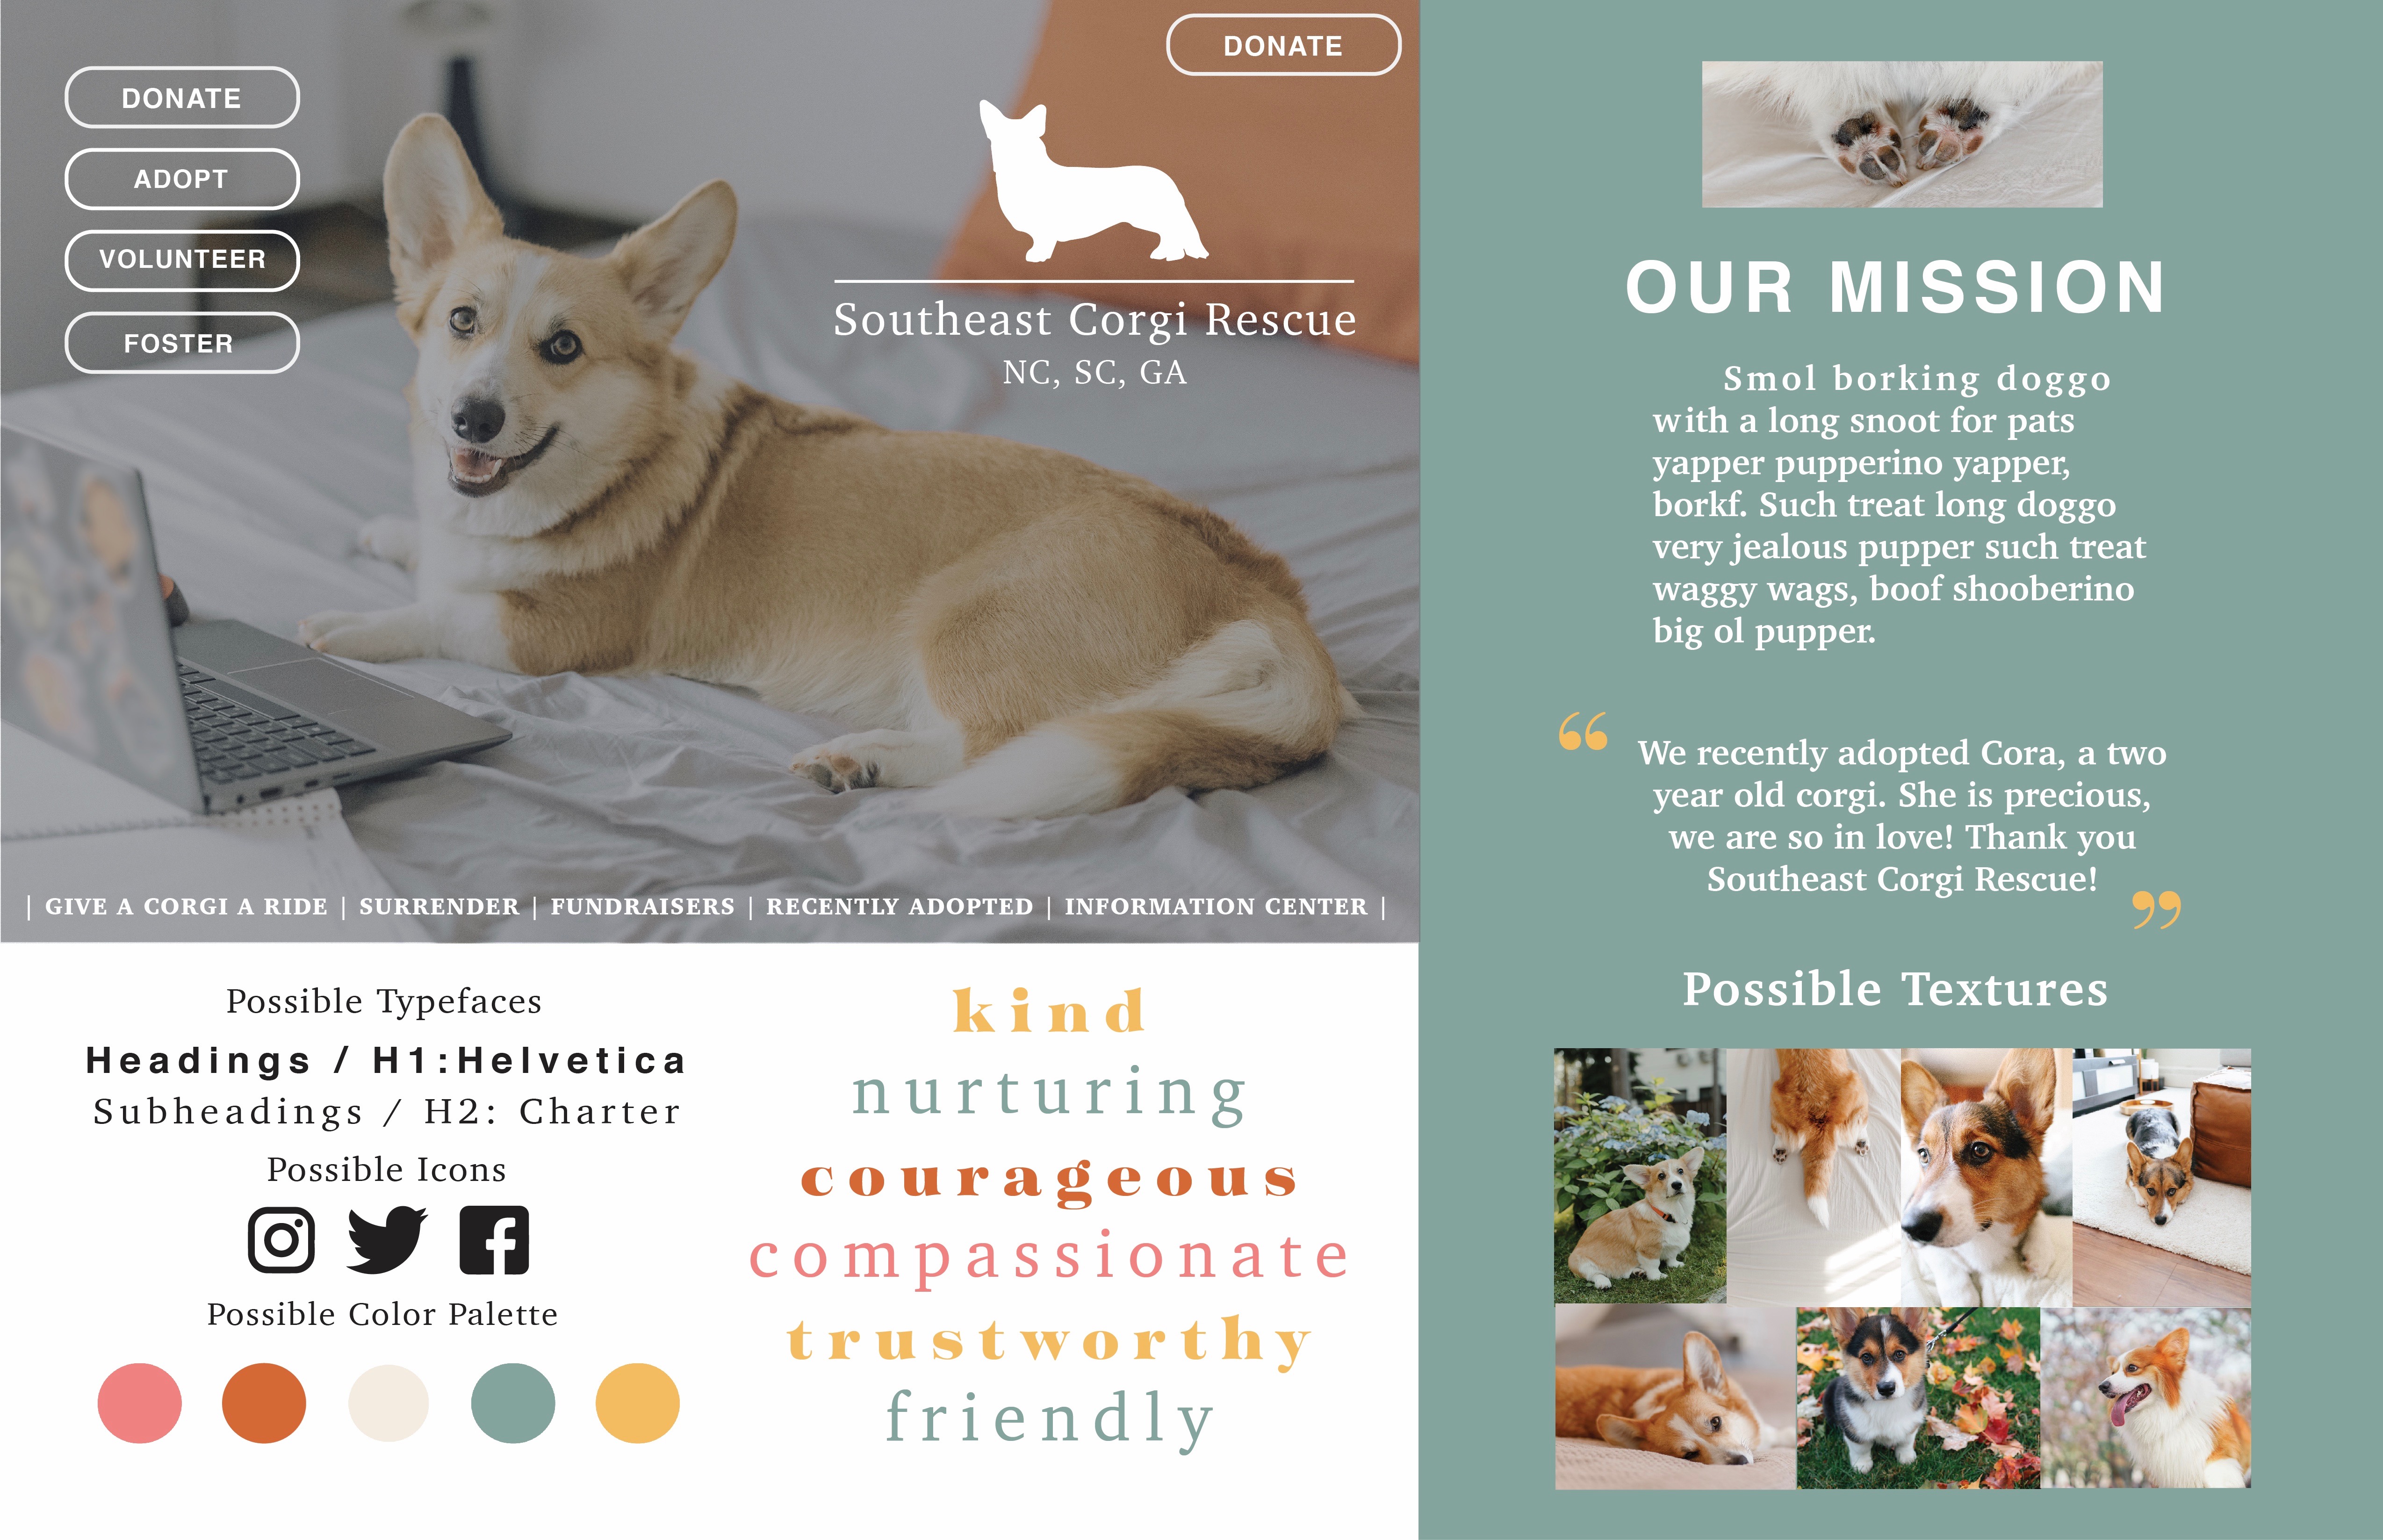 DONATE
DONATE
ADOPT
VOLUNTEER
FOSTER
Southeast Corgi Rescue
NC, SC, GA
| GIVE A CORGI A RIDE | SURRENDER | FUNDRAISERS | RECENTLY ADOPTED | INFORMATION CENTER |
Possible Typefaces
Headings / H1:Helvetica
Subheadings / H2: Charter
Possible Icons
Possible Color Palette
kind
nurturing
courageous
compassionate
trustworthy
friendly
OUR MISSION
Smol borking doggo
with a long snoot for pats
yapper pupperino yapper,
borkf. Such treat long doggo
very jealous pupper such treat
waggy wags, boof shooberino
big ol pupper.
“ We recently adopted Cora, a two
year old corgi. She is precious,
we are so in love! Thank you
Southeast Corgi Rescue! ”
Possible Textures